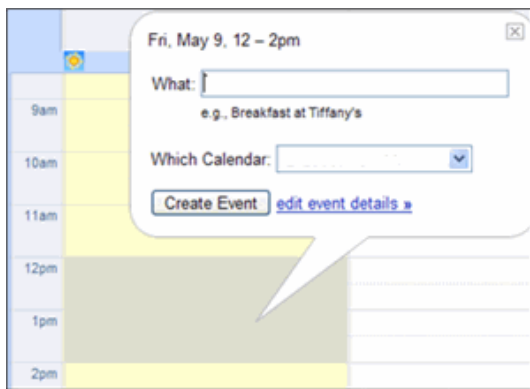 Fri, May 9, 12 – 2pm
What:
e.g., Breakfast at Tiffany's
Which Calendar:
Create Event edit event details »
9am
10am
11am
12pm
1pm
2pm